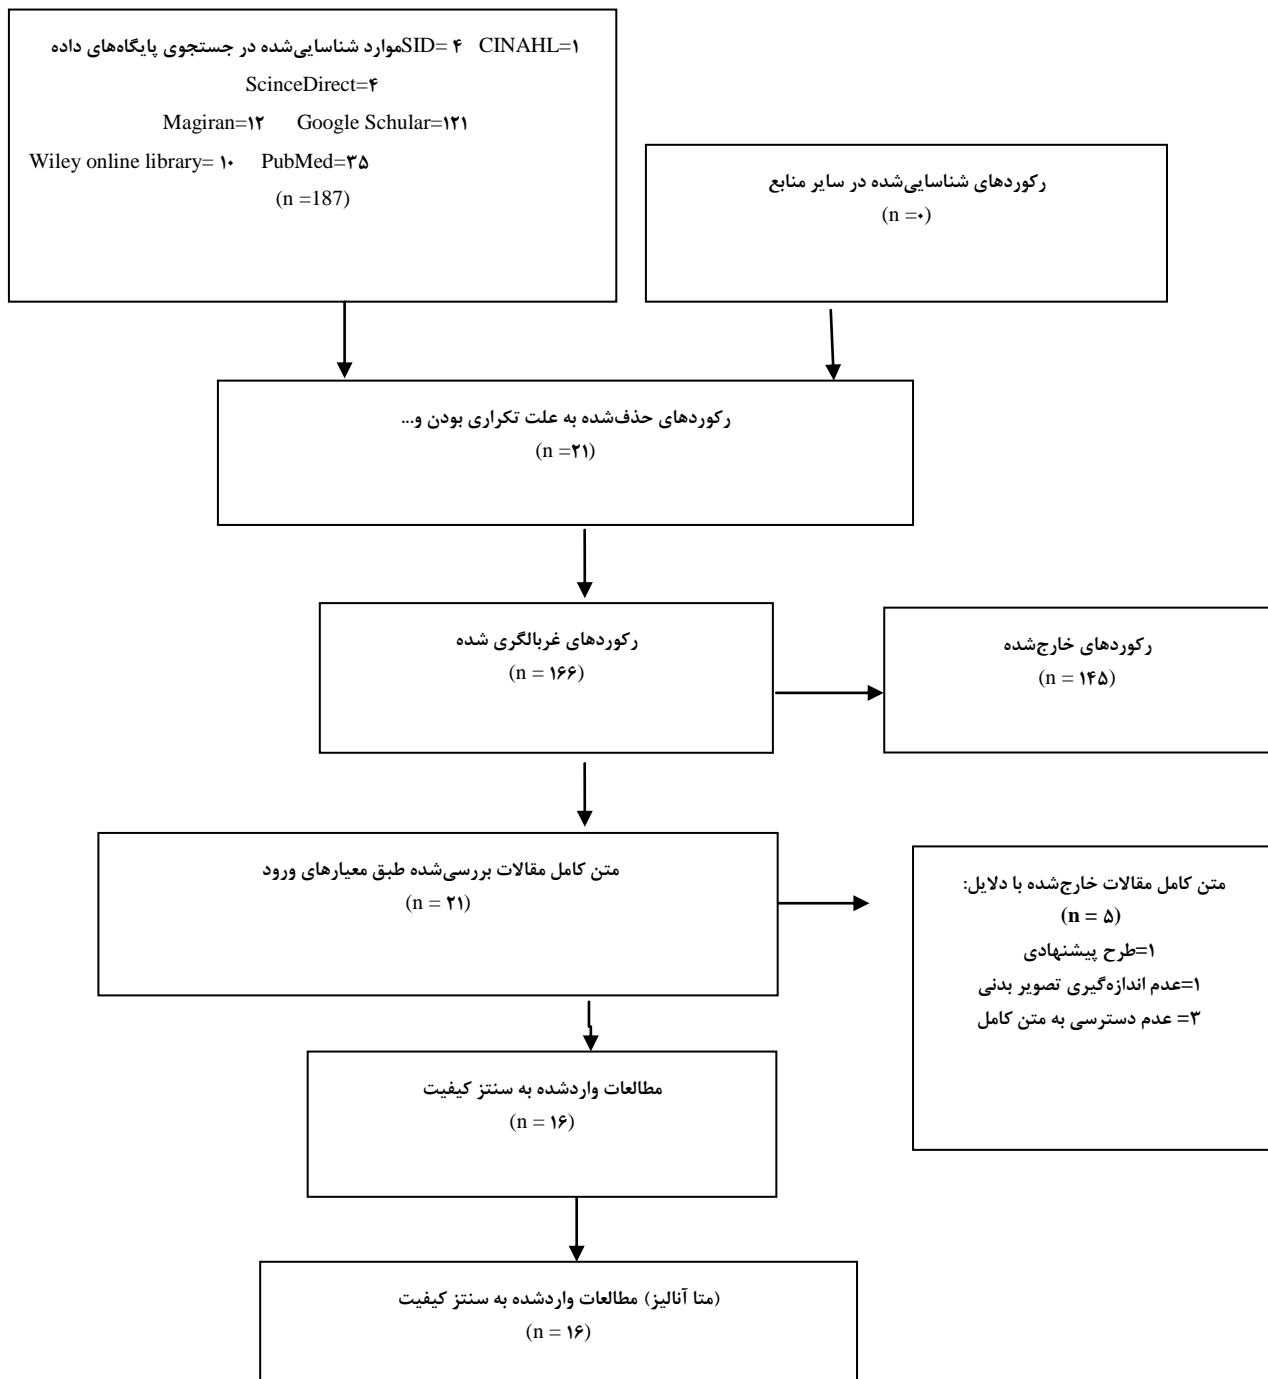 موارد شناسایی‌شده در جستجوی پایگاه‌های داده SID= ۴ CINAHL=۱
ScinceDirect=۴
Magiran=۱۲ Google Schular=۱۲۱
Wiley online library= ۱۰ PubMed=۳۵
(n =187)
رکوردهای شناسایی‌شده در سایر منابع
(n =۰)
رکوردهای حذف‌شده به علت تکراری بودن و...
(n =۲۱)
رکوردهای غربالگری شده
(n = ۱۶۶)
رکوردهای خارج‌شده
(n = ۱۴۵)
متن کامل مقالات بررسی‌شده طبق معیارهای ورود
(n = ۲۱)
متن کامل مقالات خارج‌شده با دلایل:
(n = ۵)
۱=طرح پیشنهادی
۱=عدم اندازه‌گیری تصویر بدنی
۳= عدم دسترسی به متن کامل
مطالعات واردشده به سنتز کیفیت
(n = ۱۶)
(متا آنالیز) مطالعات واردشده به سنتز کیفیت
(n = ۱۶)